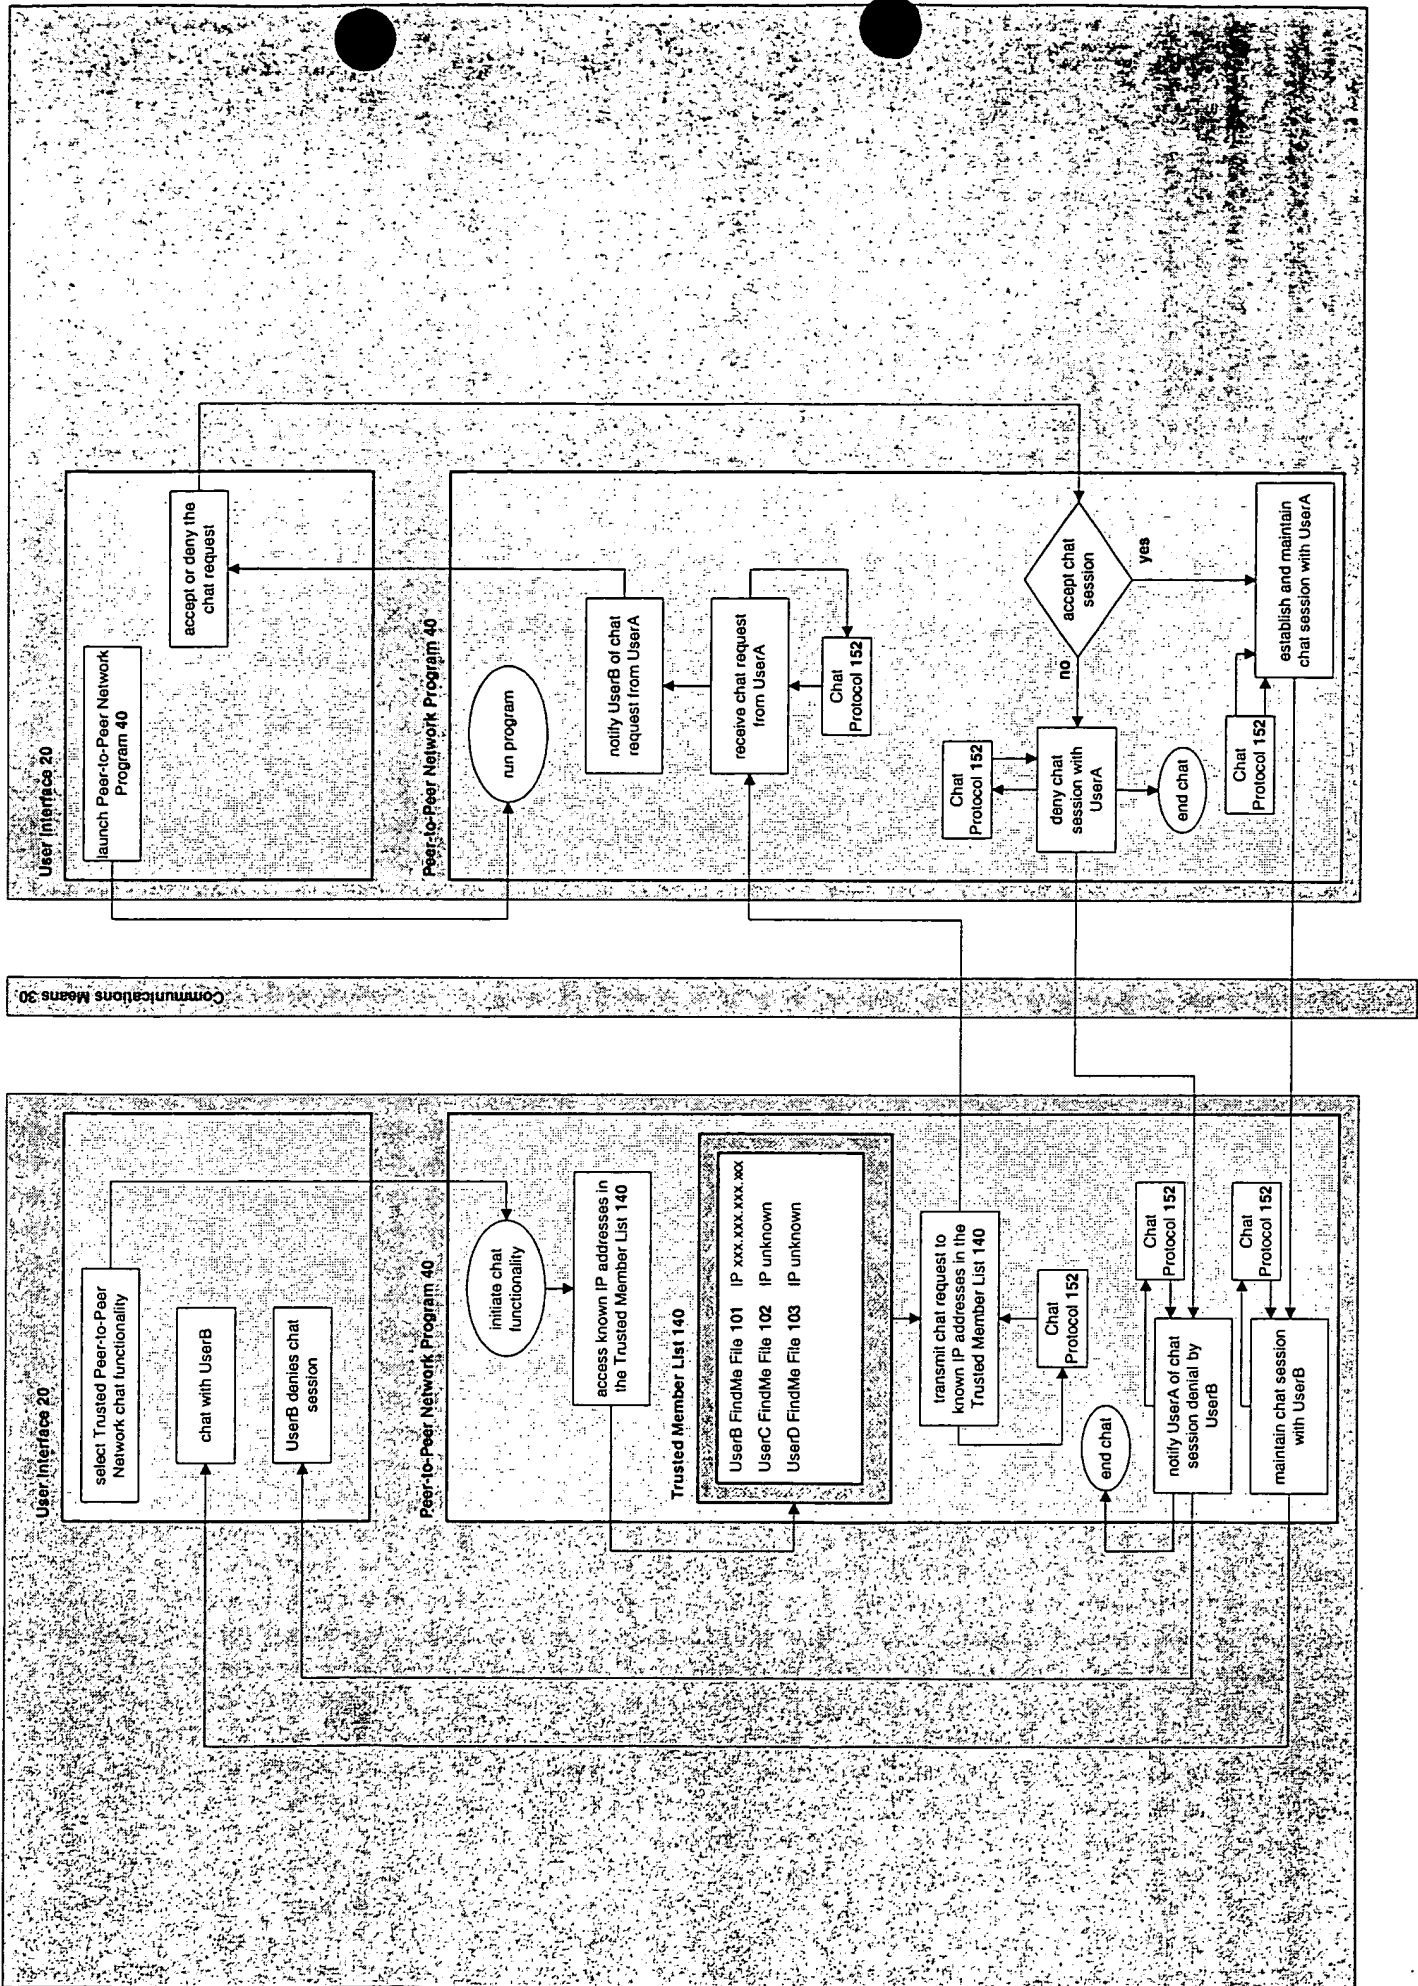 User Interface 20
select Trusted Peer-to-Peer
Network chat functionality
chat with UserB
UserB denies chat
session
Peer-to-Peer Network Program 40
initiate chat
functionality
access known IP addresses in
the Trusted Member List 140
Trusted Member List 140
UserB FindMe File 101 IP xxx.xxx.xxx.xxx.xxx
UserC FindMe File 102 IP unknown
UserD FindMe File 103 IP unknown
transmit chat request to
known IP addresses in the
Trusted Member List 140
Chat
Protocol 152
end chat
Chat
Protocol 152
notify UserA of chat
session denial by
UserB
Chat
Protocol 152
maintain chat session
with UserB
Communications Means 30
User Interface 20
launch Peer-to-Peer Network
Program 40
accept or deny the
chat request
Peer-to-Peer Network Program 40
run program
notify UserB of chat
request from UserA
receive chat request
from UserA
Chat
Protocol 152
Chat
Protocol 152
deny chat
session with
UserA
no
accept chat
session
yes
end chat
Chat
Protocol 152
establish and maintain
chat session with UserA